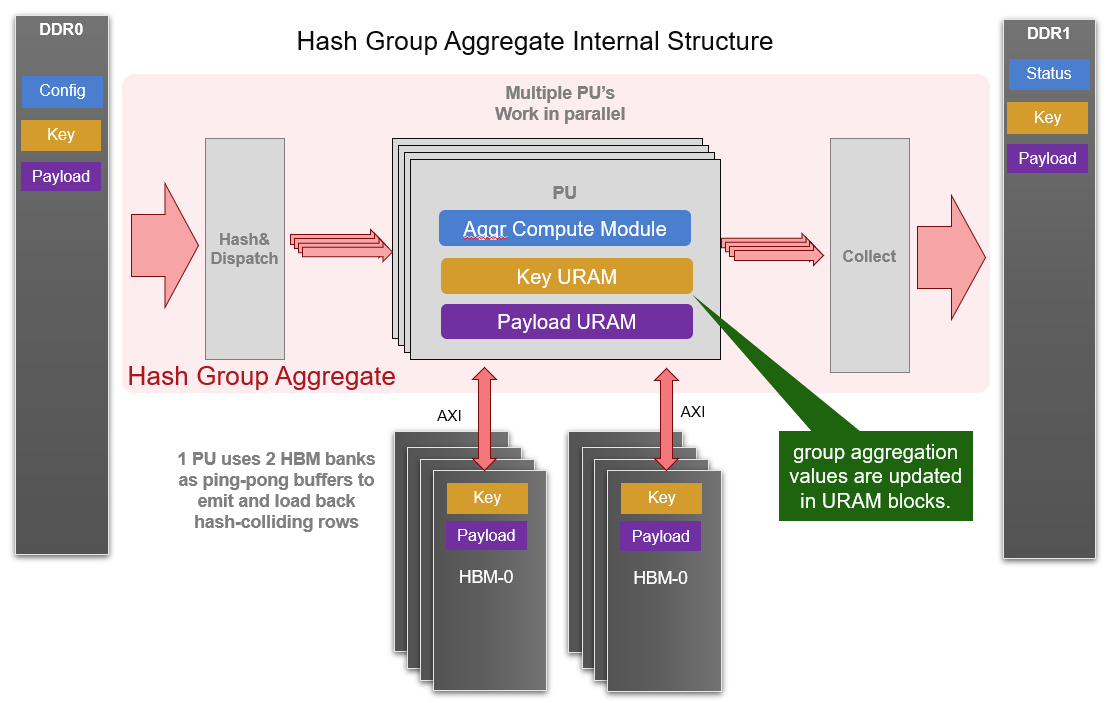 Hash Group Aggregate Internal Structure
DDR0
Config
Key
Payload
Multiple PU's
Work in parallel
Hash&
Dispatch
PU
Aggr Compute Module
Key URAM
Payload URAM
Collect
DDR1
Status
Key
Payload
Hash Group Aggregate
AXI
AXI
1 PU uses 2 HBM banks
as ping-pong buffers to
emit and load back
hash-colliding rows
Key
Payload
HBM-0
Key
Payload
HBM-0
group aggregation
values are updated
in URAM blocks.